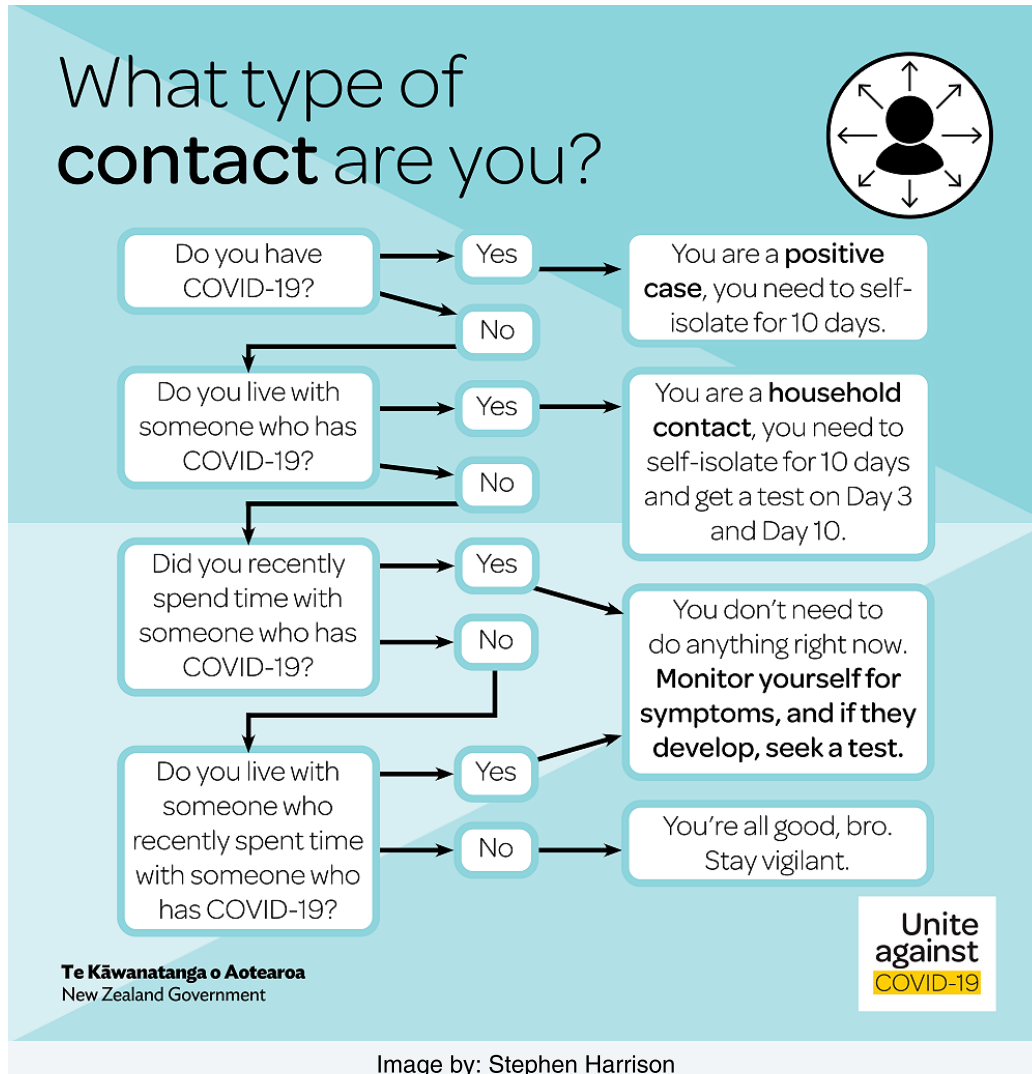 What type of
contact are you?
Do you have
COVID-19?
Yes
You are a positive
case, you need to self-
isolate for 10 days.
No
Do you live with
someone who has
COVID-19?
Yes
You are a household
contact, you need to
self-isolate for 10 days
and get a test on Day 3
and Day 10.
No
Did you recently
spend time with
someone who has
COVID-19?
Yes
No
You don't need to
do anything right now.
Monitor yourself for
symptoms, and if they
develop, seek a test.
Do you live with
someone who
recently spent time
with someone who
has COVID-19?
Yes
No
You're all good, bro.
Stay vigilant.
Te Kāwanatanga o Aotearoa
New Zealand Government
Unite
against
COVID-19
Image by: Stephen Harrison